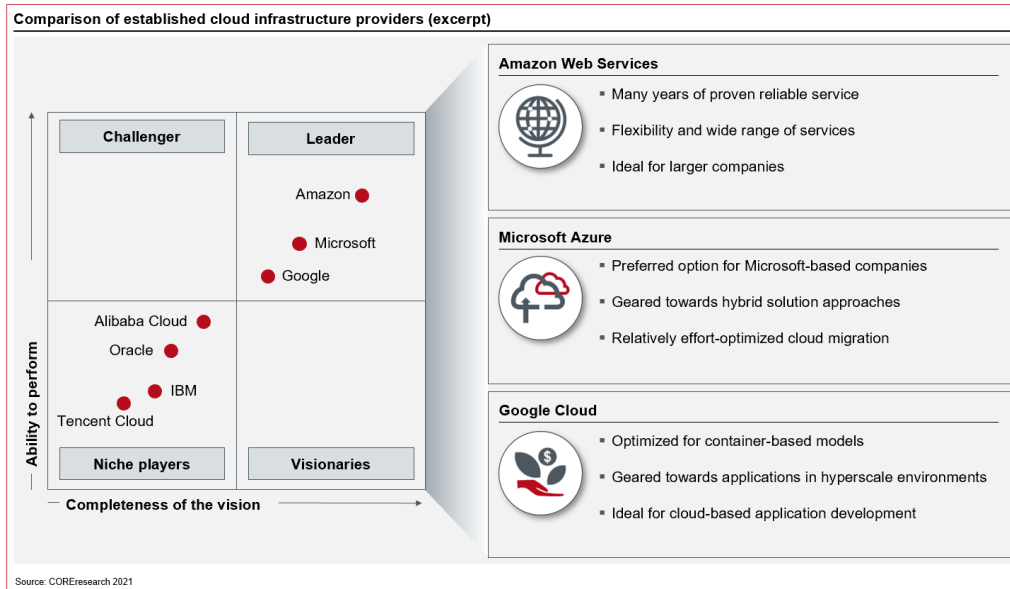 Comparison of established cloud infrastructure providers (excerpt)
Challenger
Leader
Amazon
Microsoft
Google
Alibaba Cloud
Oracle
IBM
Tencent Cloud
Niche players
Visionaries
Ability to perform
Completeness of the vision
Amazon Web Services
▪ Many years of proven reliable service
▪ Flexibility and wide range of services
▪ Ideal for larger companies
Microsoft Azure
▪ Preferred option for Microsoft-based companies
▪ Geared towards hybrid solution approaches
▪ Relatively effort-optimized cloud migration
Google Cloud
$
▪ Optimized for container-based models
▪ Geared towards applications in hyperscale environments
▪ Ideal for cloud-based application development
Source: COREresearch 2021